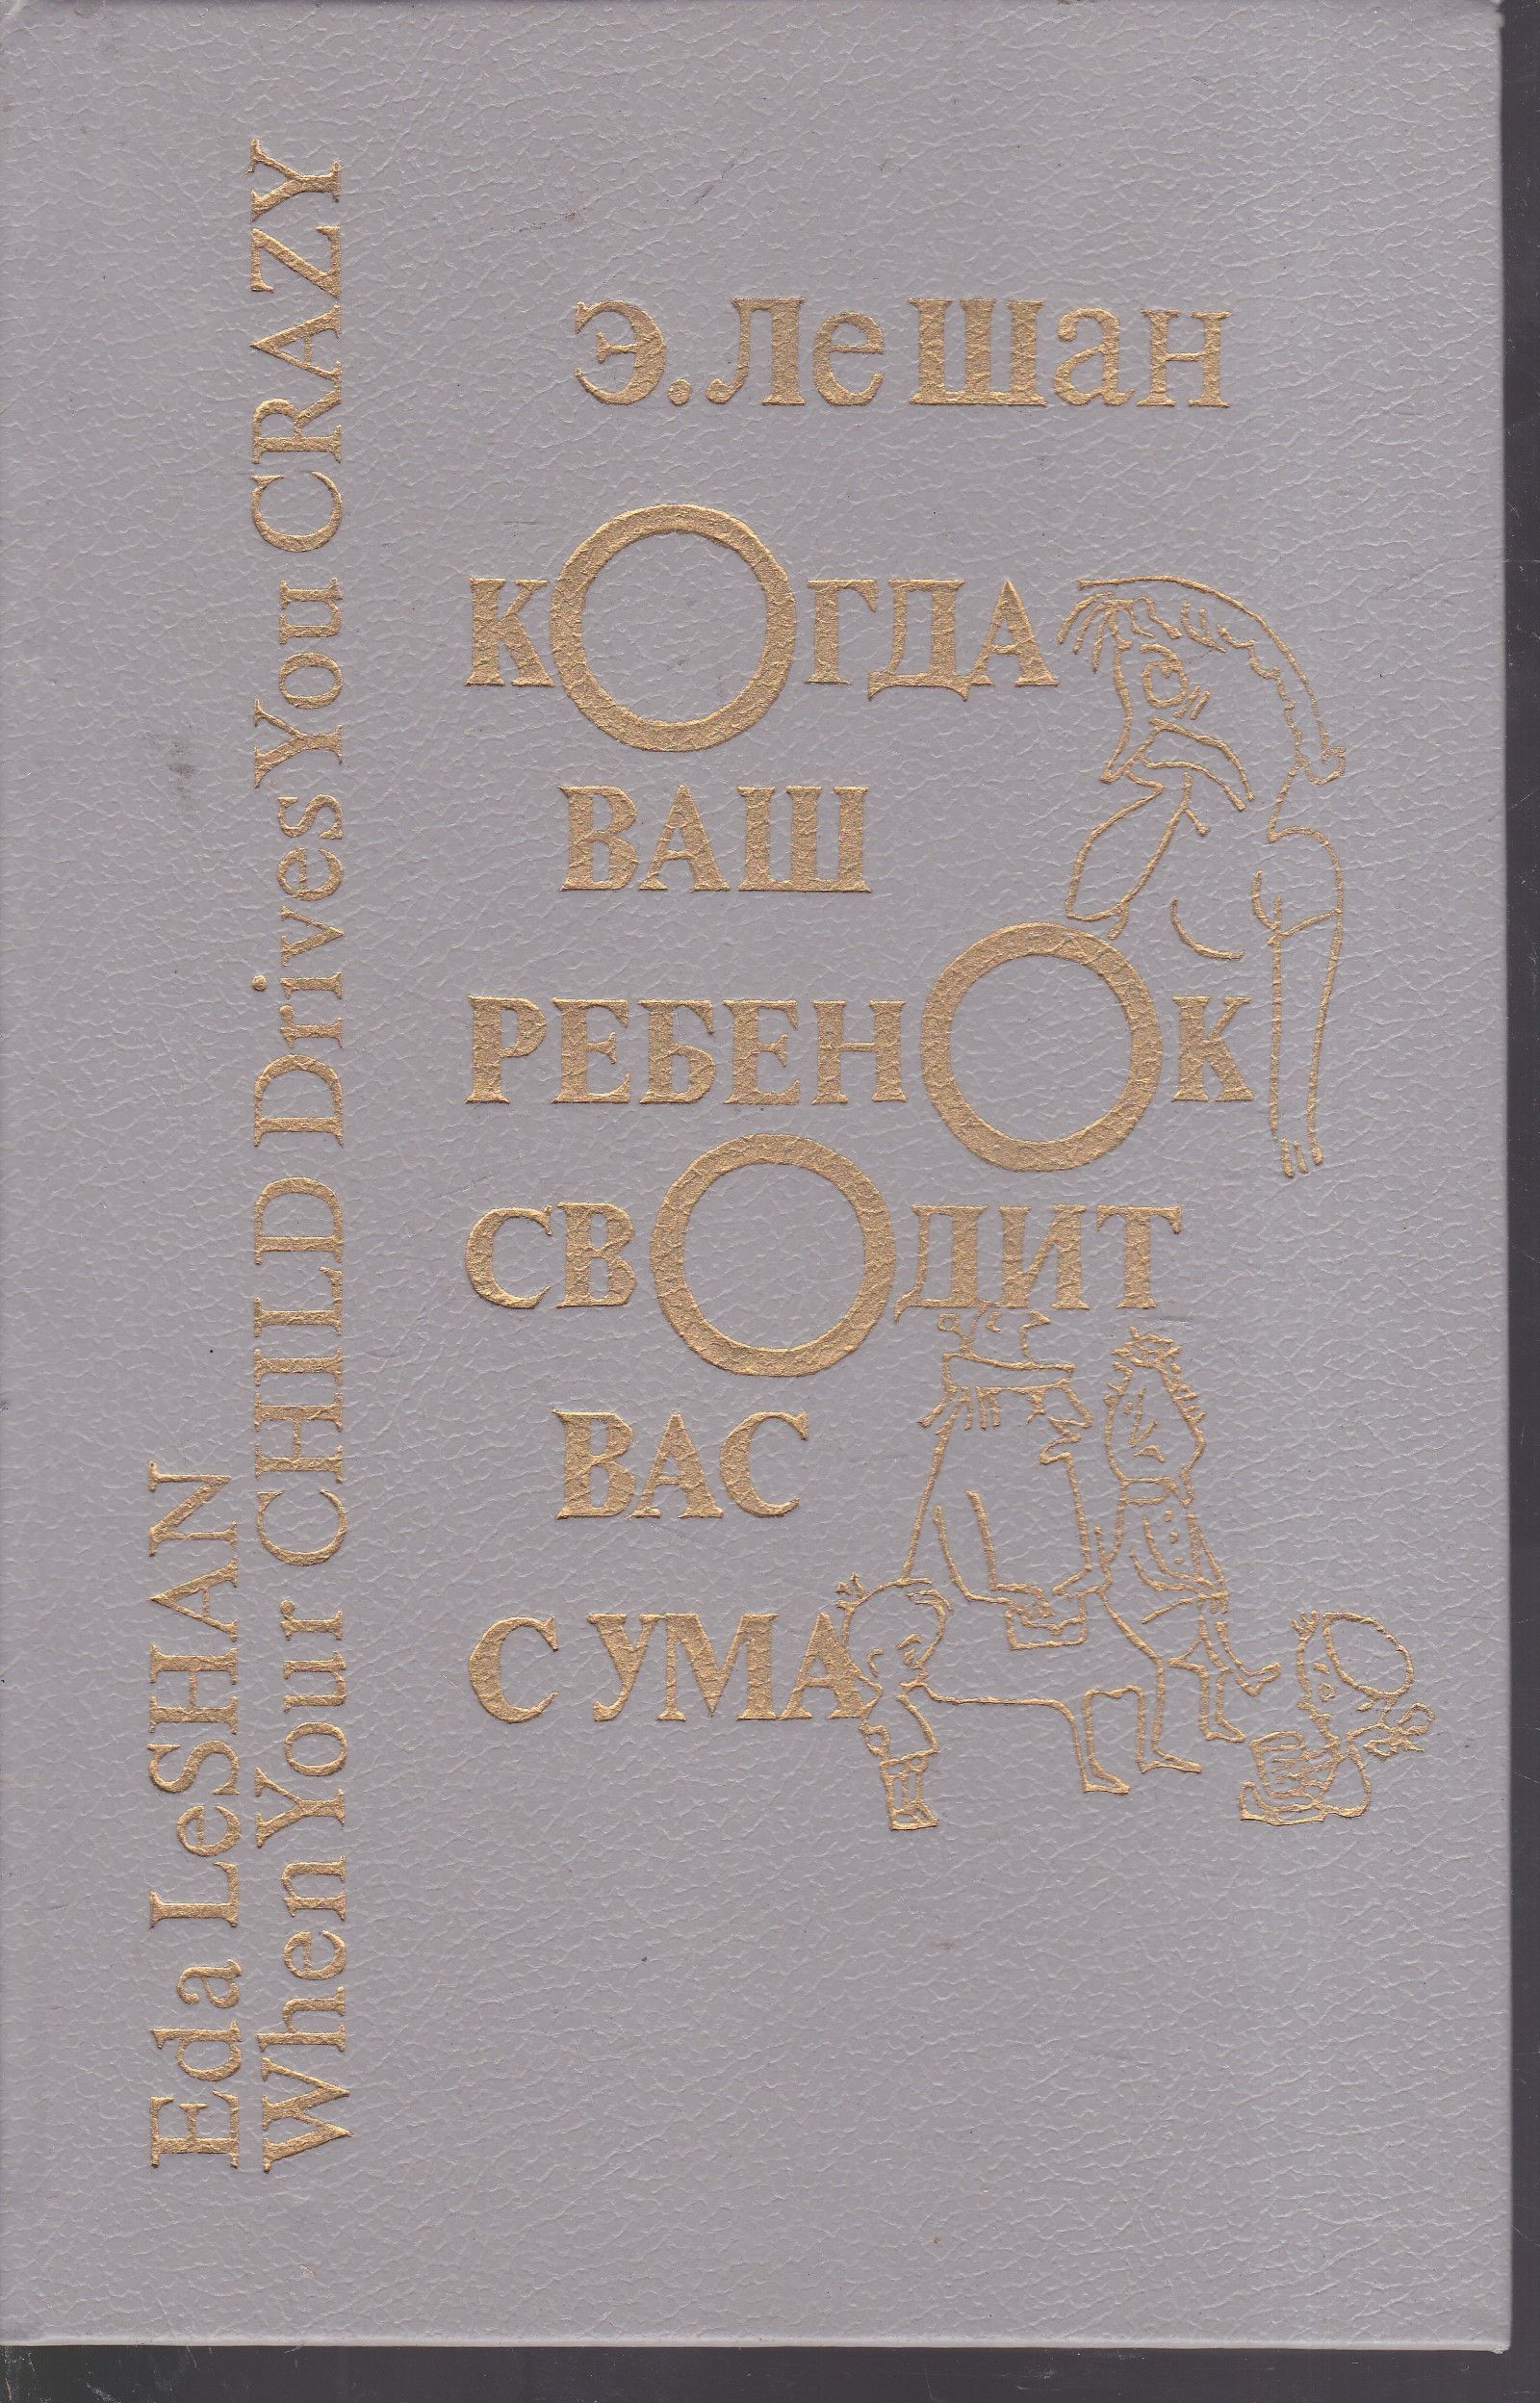 Eda LeSHAN
When Your CHILD Drives You CRAZY
Э. Ле Шан
КОГДА
ВАШ
РЕБЕНОК
СВОДИТ
ВАС
С УМА